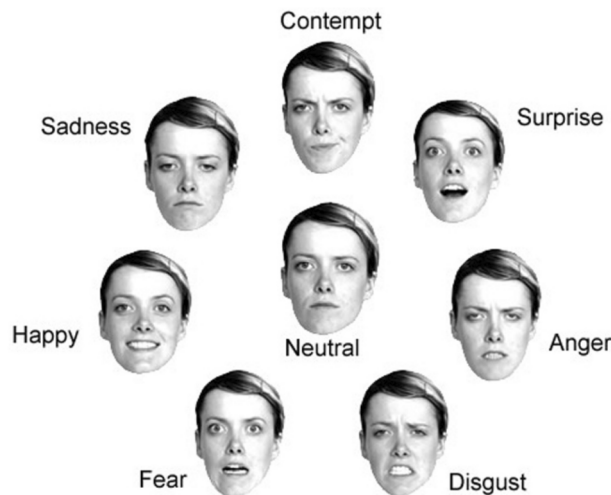 Contempt
Sadness
Surprise
Happy
Neutral
Anger
Fear
Disgust